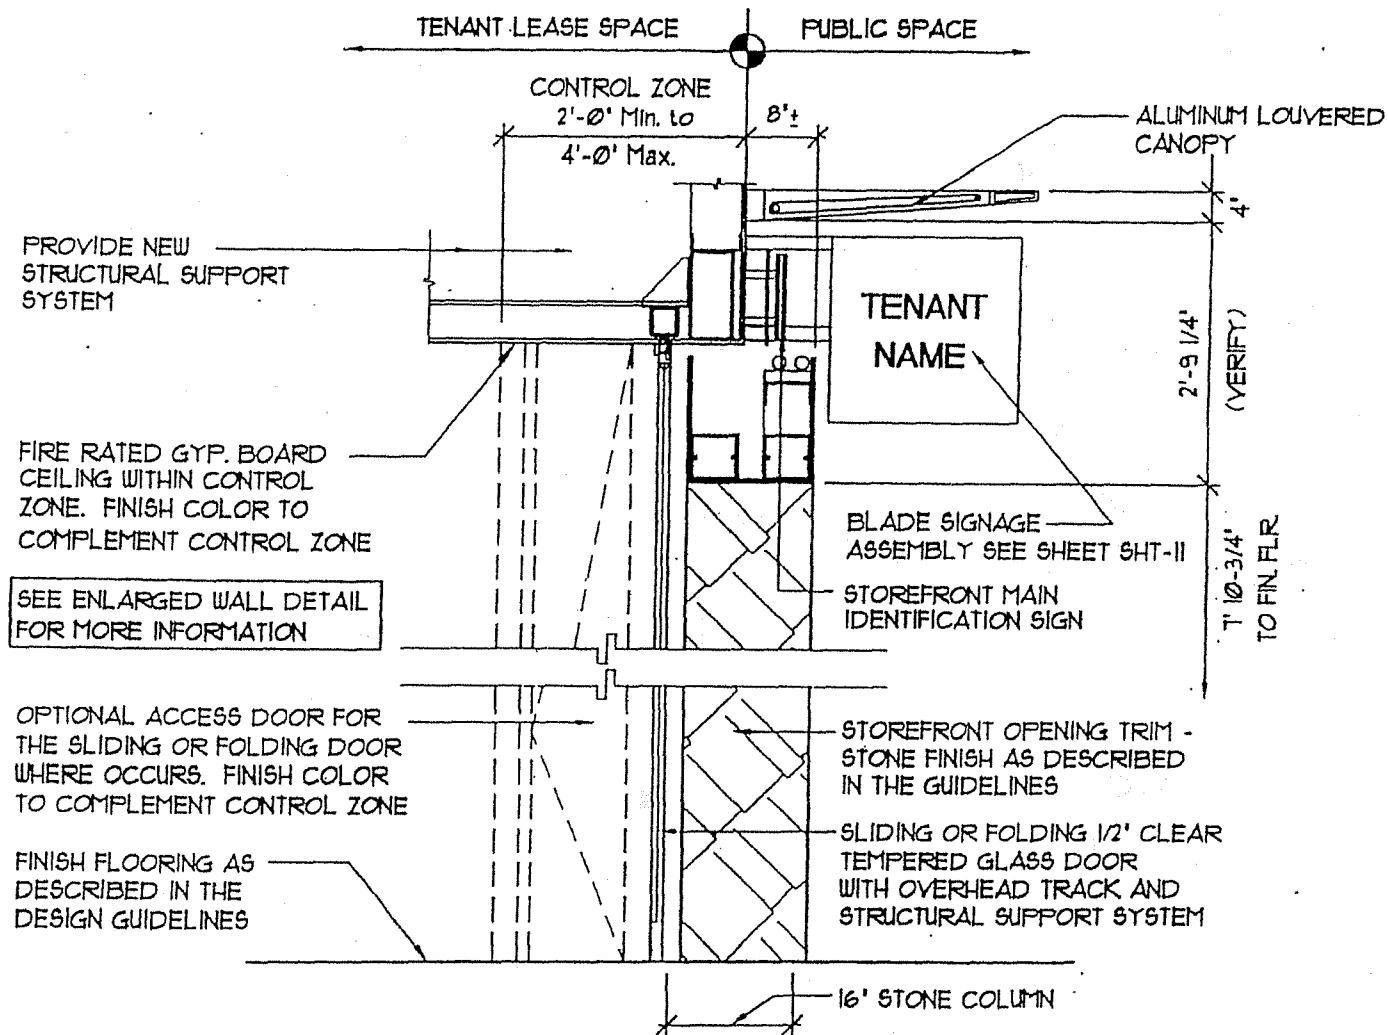 TENANT LEASE SPACE
PUBLIC SPACE
CONTROL ZONE
2'-0' Min. to
4'-0' Max.
8'±
ALUMINUM LOUVERED
CANOPY
4'
PROVIDE NEW
STRUCTURAL SUPPORT
SYSTEM
TENANT
NAME
2'-9 1/4'
(VERIFY)
FIRE RATED GYP. BOARD
CEILING WITHIN CONTROL
ZONE. FINISH COLOR TO
COMPLEMENT CONTROL ZONE
BLADE SIGNAGE
ASSEMBLY SEE SHEET SHT-11
7' 10-3/4'
TO FIN. FLR
SEE ENLARGED WALL DETAIL
FOR MORE INFORMATION
STOREFRONT MAIN
IDENTIFICATION SIGN
OPTIONAL ACCESS DOOR FOR
THE SLIDING OR FOLDING DOOR
WHERE OCCURS. FINISH COLOR
TO COMPLEMENT CONTROL ZONE
STOREFRONT OPENING TRIM -
STONE FINISH AS DESCRIBED
IN THE GUIDELINES
SLIDING OR FOLDING 1/2' CLEAR
TEMPERED GLASS DOOR
WITH OVERHEAD TRACK AND
STRUCTURAL SUPPORT SYSTEM
FINISH FLOORING AS
DESCRIBED IN THE
DESIGN GUIDELINES
16' STONE COLUMN